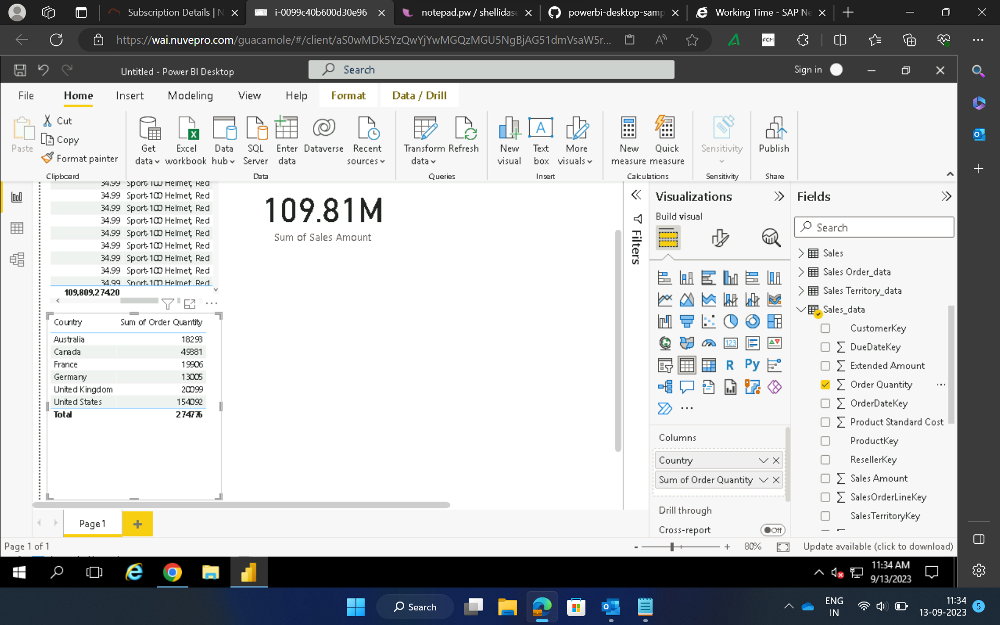 Subscription Details | N
i-0099c40b600d30e96
notepad.pw / shellidase
powerbi-desktop-samp
Working Time - SAP Ne
https://wai.nuvepro.com/guacamole/#/client/aS0wMDk5YzQwYjYwMGQzMGU5NgBjAG51dmVsaW5r...
FCM
Untitled - Power BI Desktop
Search
Sign in
File
Home
Insert
Modeling
View
Help
Format
Data / Drill
Paste
Cut
Copy
Format painter
Clipboard
Get data
Excel workbook
Data hub
SQL Server
Enter data
Dataverse
Recent sources
Data
Transform data
Refresh
Queries
New visual
Text box
More visuals
Insert
New measure
Quick measure
Calculations
Sensitivity
Sensitivity
Publish
Share
34.99 Sport-100 Helmet, Red
34.99 Sport-100 Helmet, Red
34.99 Sport-100 Helmet, Red
34.99 Sport-100 Helmet, Red
34.99 Sport-100 Helmet, Red
34.99 Sport-100 Helmet, Red
34.99 Sport-100 Helmet, Red
34.99 Sport-100 Helmet, Red
34.99 Sport-100 Helmet, Red
109,809,274.20
109.81M
Sum of Sales Amount
Country Sum of Order Quantity
Australia 18293
Canada 49381
France 19906
Germany 13005
United Kingdom 20099
United States 154092
Total 274776
Filters
Visualizations
Build visual
123
R
Py
Columns
Country
Sum of Order Quantity
Drill through
Cross-report
Off
Fields
Search
Sales
Sales Order_data
Sales Territory_data
Sales_data
CustomerKey
DueDateKey
Extended Amount
Order Quantity
OrderDateKey
Product Standard Cost
ProductKey
ResellerKey
Sales Amount
SalesOrderLineKey
SalesTerritoryKey
Page 1
Page 1 of 1
80%
Update available (click to download)
11:34 AM
9/13/2023
Search
ENG
IN
11:34
13-09-2023
5